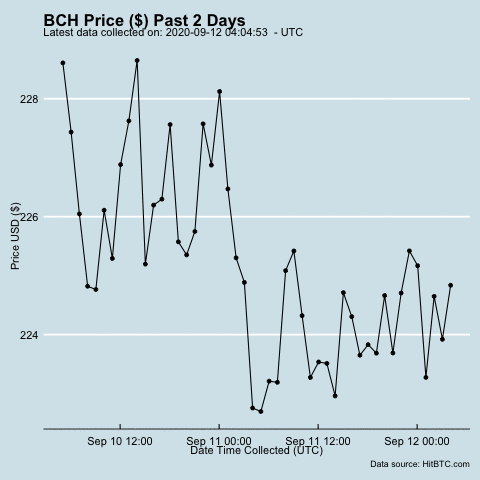 BCH Price ($) Past 2 Days
Latest data collected on: 2020-09-12 04:04:53  - UTC
228
226
224
Price USD ($)
Sep 10 12:00 Sep 11 00:00 Sep 11 12:00 Sep 12 00:00
Date Time Collected (UTC)
Data source: HitBTC.com